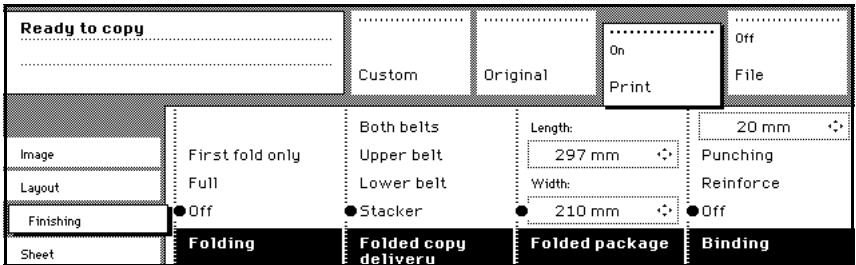 Ready to copy
Custom
Original
On
Print
Off
File
Image
Layout
Finishing
Sheet
First fold only
Full
Off
Folding
Both belts
Upper belt
Lower belt
Stacker
Folded copy
delivery
Length:
297 mm
Width:
210 mm
Folded package
20 mm
Punching
Reinforce
Off
Binding